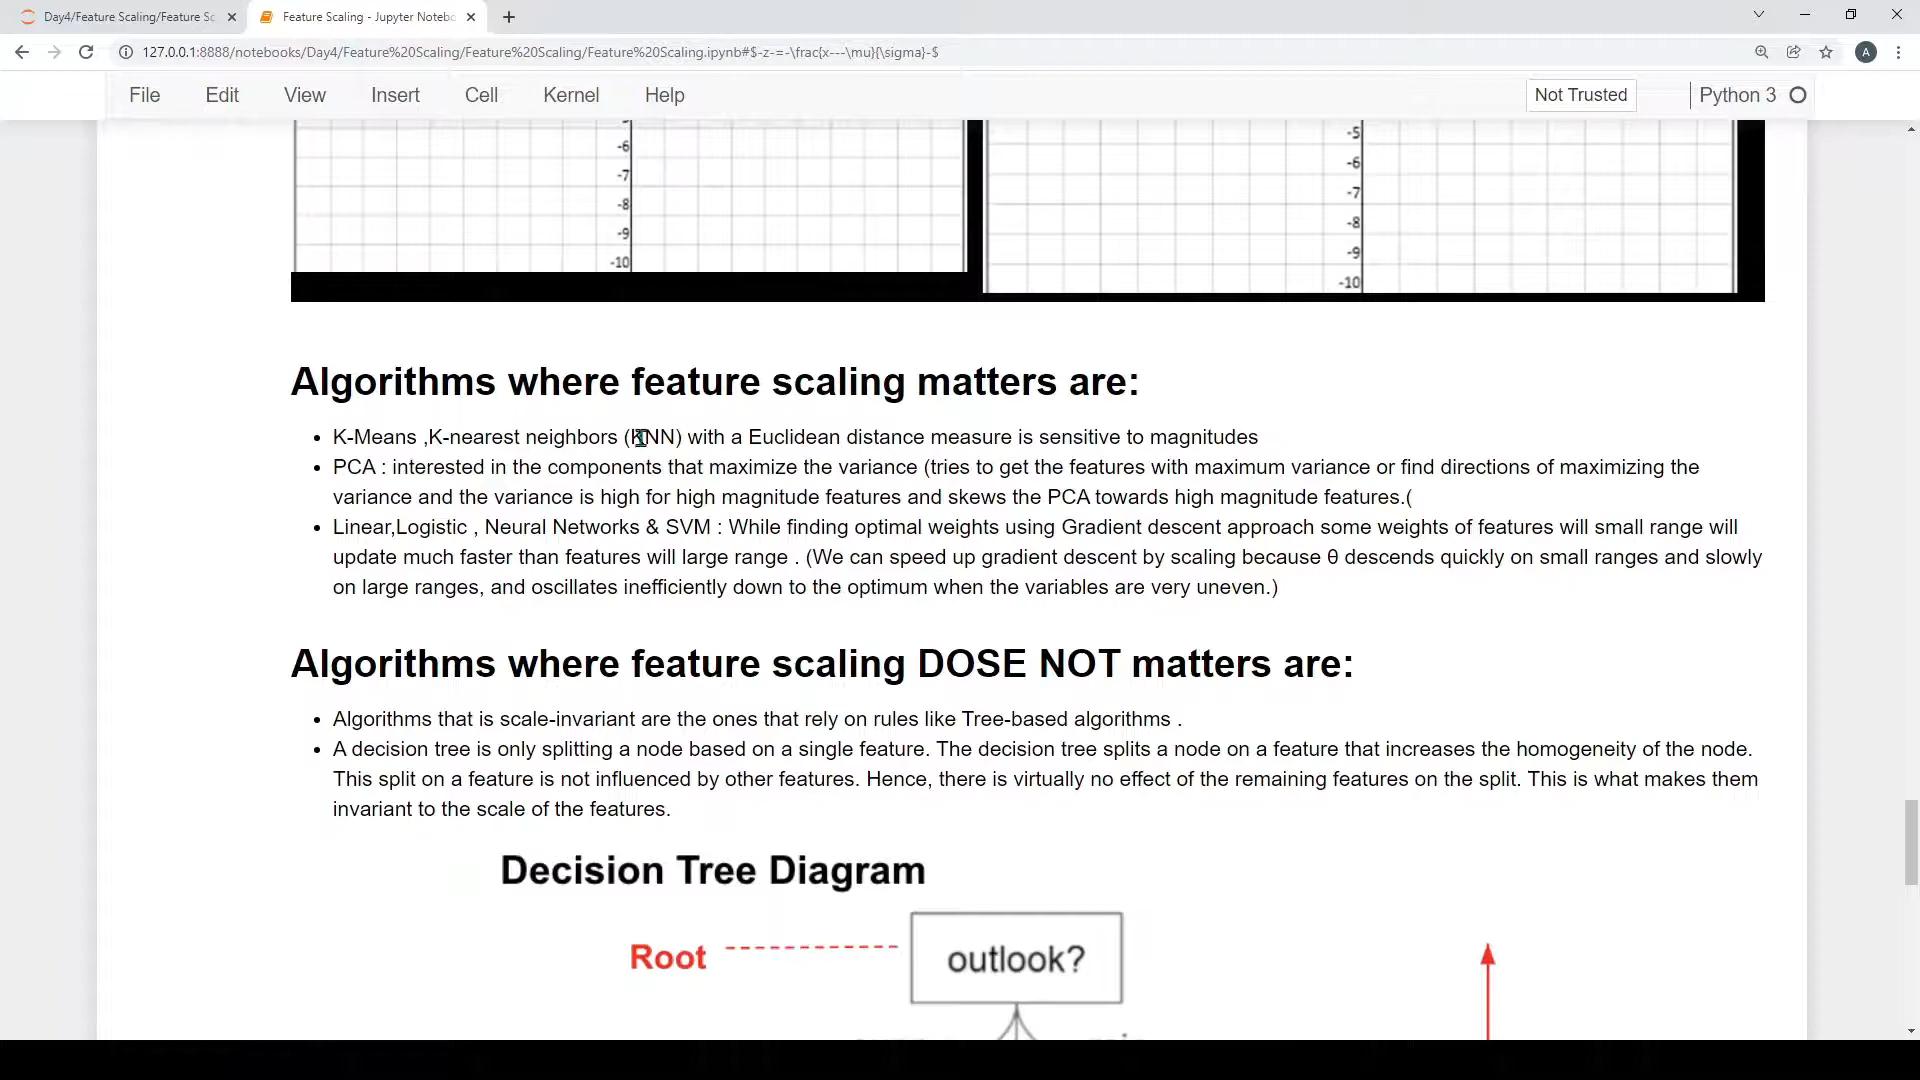 Day4/Feature Scaling/Feature Sc
Feature Scaling - Jupyter Notebo
127.0.0.1:8888/notebooks/Day4/Feature%20Scaling/Feature%20Scaling/Feature%20Scaling.ipynb#$-z-=-\frac{x---\mu}{\sigma}-$
A
File Edit View Insert Cell Kernel Help
Not Trusted
Python 3
-6
-7
-8
-9
-10
-5
-6
-7
-8
-9
-10
Algorithms where feature scaling matters are:
K-Means ,K-nearest neighbors (KNN) with a Euclidean distance measure is sensitive to magnitudes
PCA : interested in the components that maximize the variance (tries to get the features with maximum variance or find directions of maximizing the
variance and the variance is high for high magnitude features and skews the PCA towards high magnitude features.(
Linear,Logistic , Neural Networks & SVM : While finding optimal weights using Gradient descent approach some weights of features will small range will
update much faster than features will large range . (We can speed up gradient descent by scaling because θ descends quickly on small ranges and slowly
on large ranges, and oscillates inefficiently down to the optimum when the variables are very uneven.)
Algorithms where feature scaling DOSE NOT matters are:
Algorithms that is scale-invariant are the ones that rely on rules like Tree-based algorithms .
A decision tree is only splitting a node based on a single feature. The decision tree splits a node on a feature that increases the homogeneity of the node.
This split on a feature is not influenced by other features. Hence, there is virtually no effect of the remaining features on the split. This is what makes them
invariant to the scale of the features.
Decision Tree Diagram
Root
outlook?